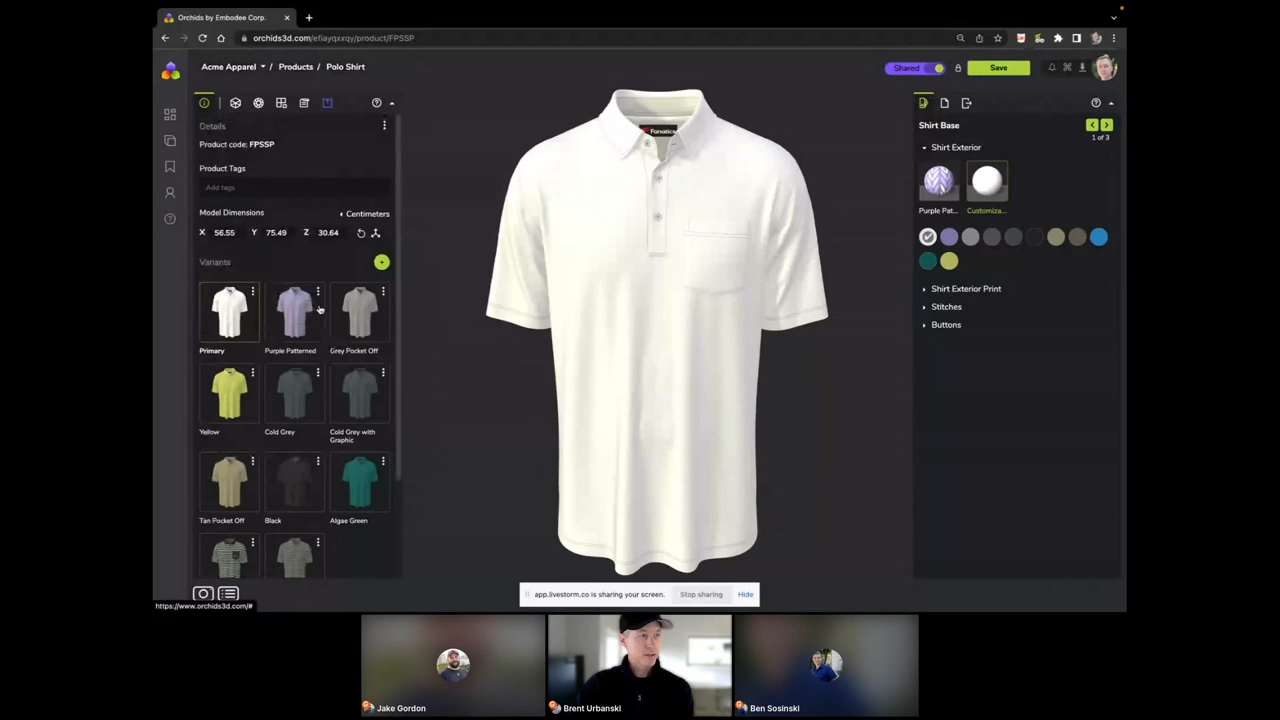 Orchids by Embodee Corp.
orchids3d.com/efiayqxxqy/product/FPSSP
Acme Apparel / Products / Polo Shirt
Shared
Save
Details
Product code: FPSSP
Product Tags
Add tags
Model Dimensions
Centimeters
X 56.55 Y 75.49 Z 30.64
Variants
Primary
Purple Patterned
Grey Pocket Off
Yellow
Cold Grey
Cold Grey with
Graphic
Tan Pocket Off
Black
Algae Green
https://www.orchids3d.com/#
Fanatics
Shirt Base
1 of 3
Shirt Exterior
Purple Pat...
Customiza...
Shirt Exterior Print
Stitches
Buttons
app.livestorm.co is sharing your screen.
Stop sharing
Hide
Jake Gordon
Brent Urbanski
Ben Sosinski